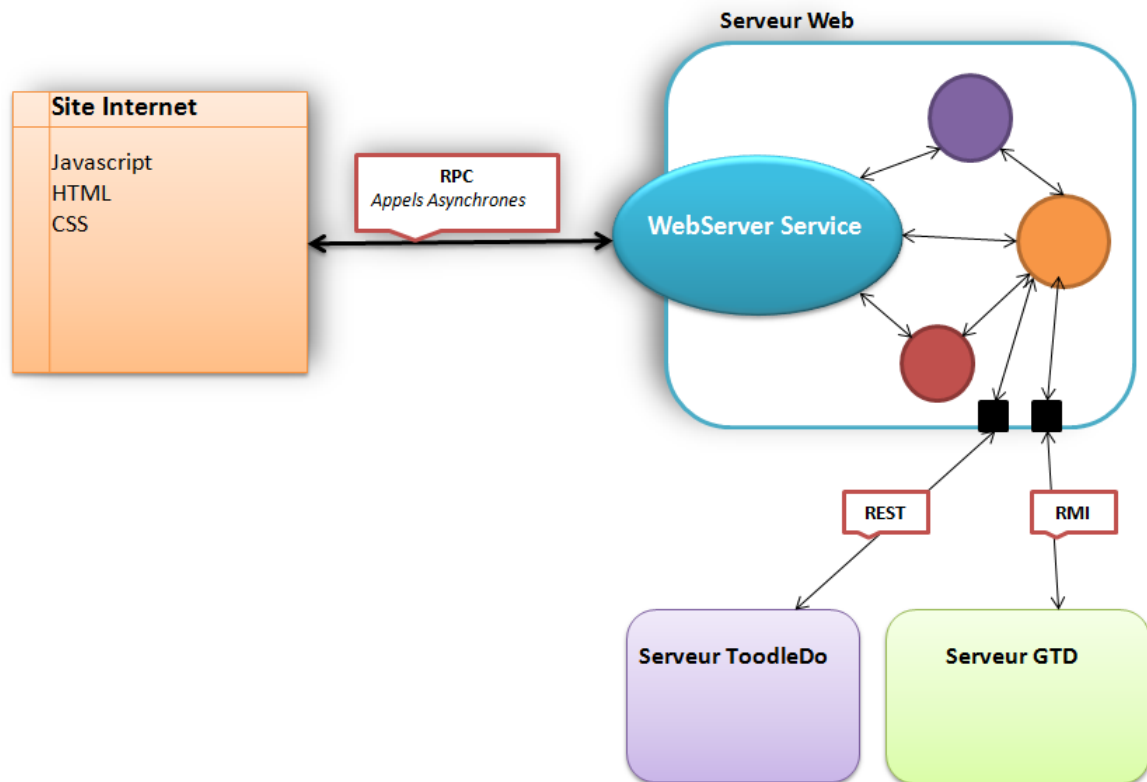 Serveur Web
Site Internet
Javascript
HTML
CSS
RPC
Appels Asynchrones
WebServer Service
REST
RMI
Serveur ToodleDo
Serveur GTD